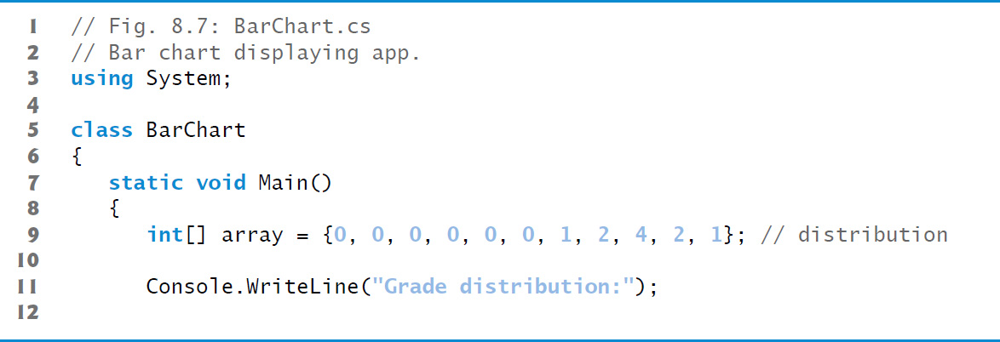 1 // Fig. 8.7: BarChart.cs
2 // Bar chart displaying app.
3 using System;
4
5 class BarChart
6 {
7 static void Main()
8 {
9 int[] array = {0, 0, 0, 0, 0, 0, 1, 2, 4, 2, 1}; // distribution
10
11 Console.WriteLine("Grade distribution:");
12